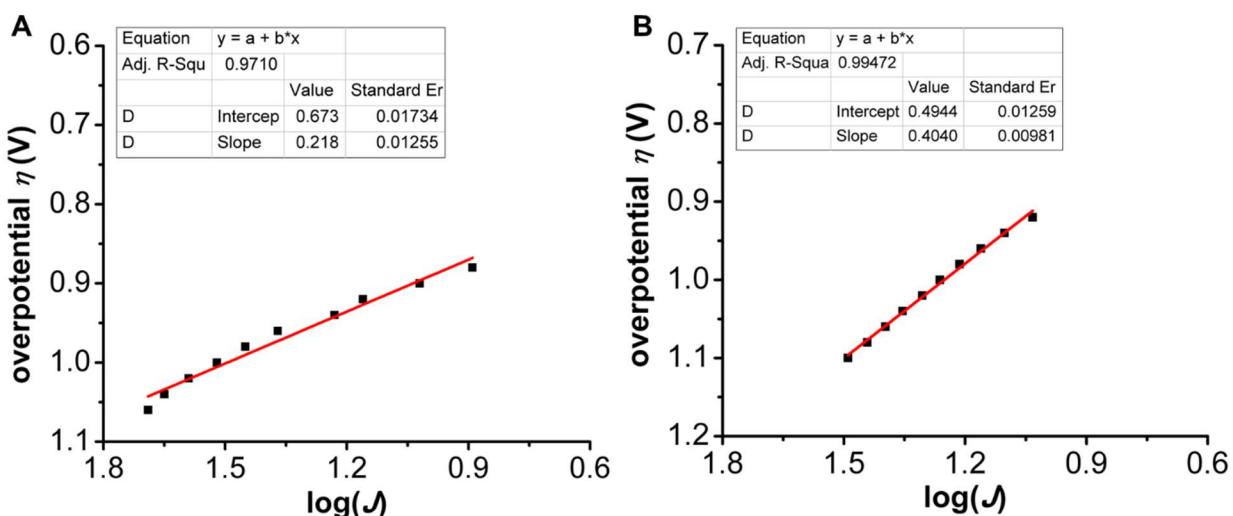 A
Equation y = a + b*x
Adj. R-Squ 0.9710
Value Standard Er
D Intercep 0.673 0.01734
D Slope 0.218 0.01255
overpotential η (V)
0.6
0.7
0.8
0.9
1.0
1.1
1.8 1.5 1.2 0.9 0.6
log(J)
B
Equation y = a + b*x
Adj. R-Squa 0.99472
Value Standard Er
D Intercept 0.4944 0.01259
D Slope 0.4040 0.00981
overpotential η (V)
0.7
0.8
0.9
1.0
1.1
1.2
1.8 1.5 1.2 0.9 0.6
log(J)